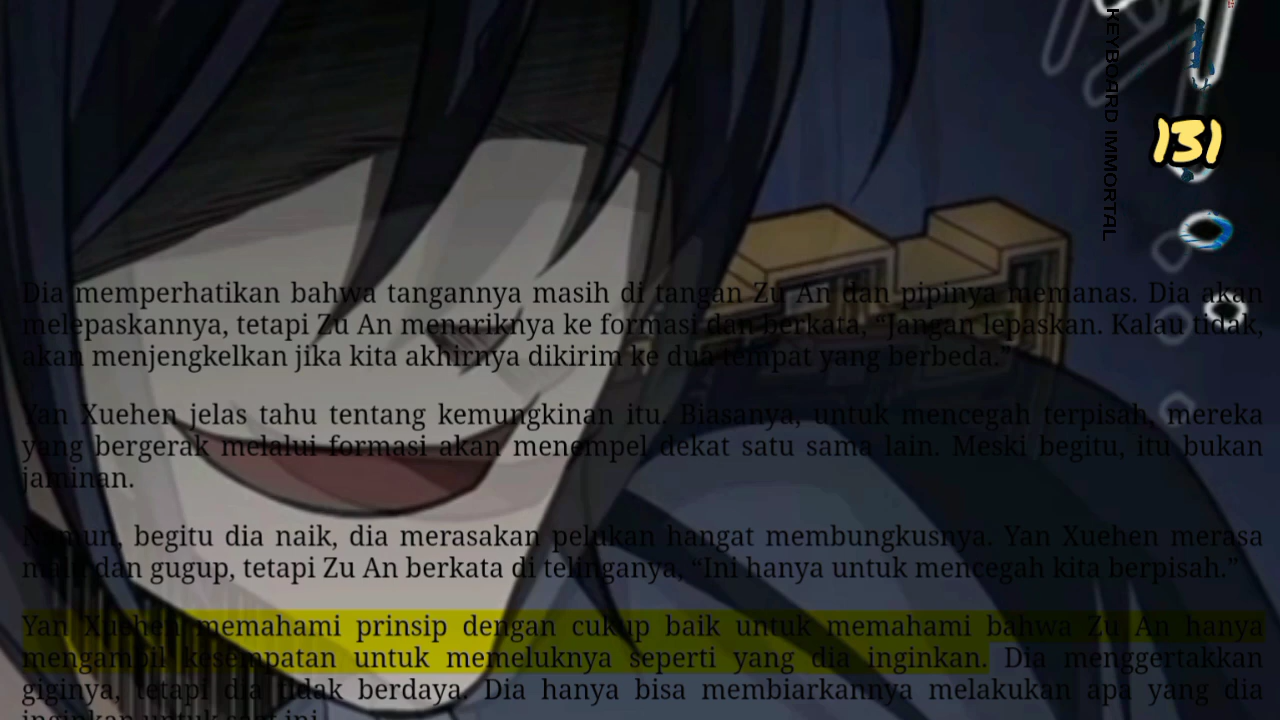 KEYBOARD IMMORTAL
131
Dia memperhatikan bahwa tangannya masih di tangan Zu An dan pipinya memanas. Dia akan
melepaskannya, tetapi Zu An menariknya ke formasi dan berkata, “Jangan lepaskan. Kalau tidak,
akan menjengkelkan jika kita akhirnya dikirim ke dua tempat yang berbeda.”
Yan Xuehen jelas tahu tentang kemungkinan itu. Biasanya, untuk mencegah terpisah, mereka
yang bergerak melalui formasi akan menempel dekat satu sama lain. Meski begitu, itu bukan
jaminan.
Namun, begitu dia naik, dia merasakan pelukan hangat membungkusnya. Yan Xuehen merasa
malu dan gugup, tetapi Zu An berkata di telinganya, “Ini hanya untuk mencegah kita berpisah.”
Yan Xuehen memahami prinsip dengan cukup baik untuk memahami bahwa Zu An hanya
mengambil kesempatan untuk memeluknya seperti yang dia inginkan. Dia menggertakkan
giginya, tetapi dia tidak berdaya. Dia hanya bisa membiarkannya melakukan apa yang dia
inginkan untuk saat ini.